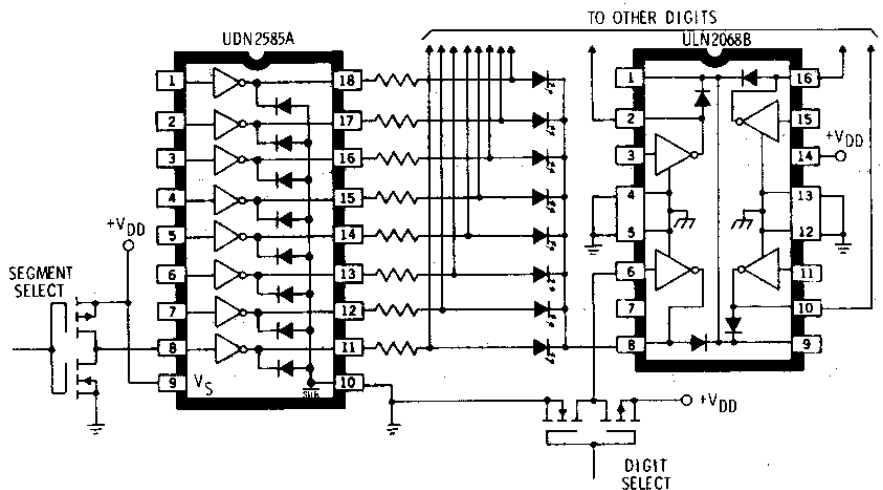 TO OTHER DIGITS
UDN2585A
ULN2068B
1 18 1 16
2 17 2 15
3 16 3 14 +VDD
4 15 4 13
+VDD
5 14 5 12
SEGMENT
SELECT
6 13 6 11
7 12 7 10
8 11 8 9
9 VS 10
SUB
+VDD
DIGIT
SELECT